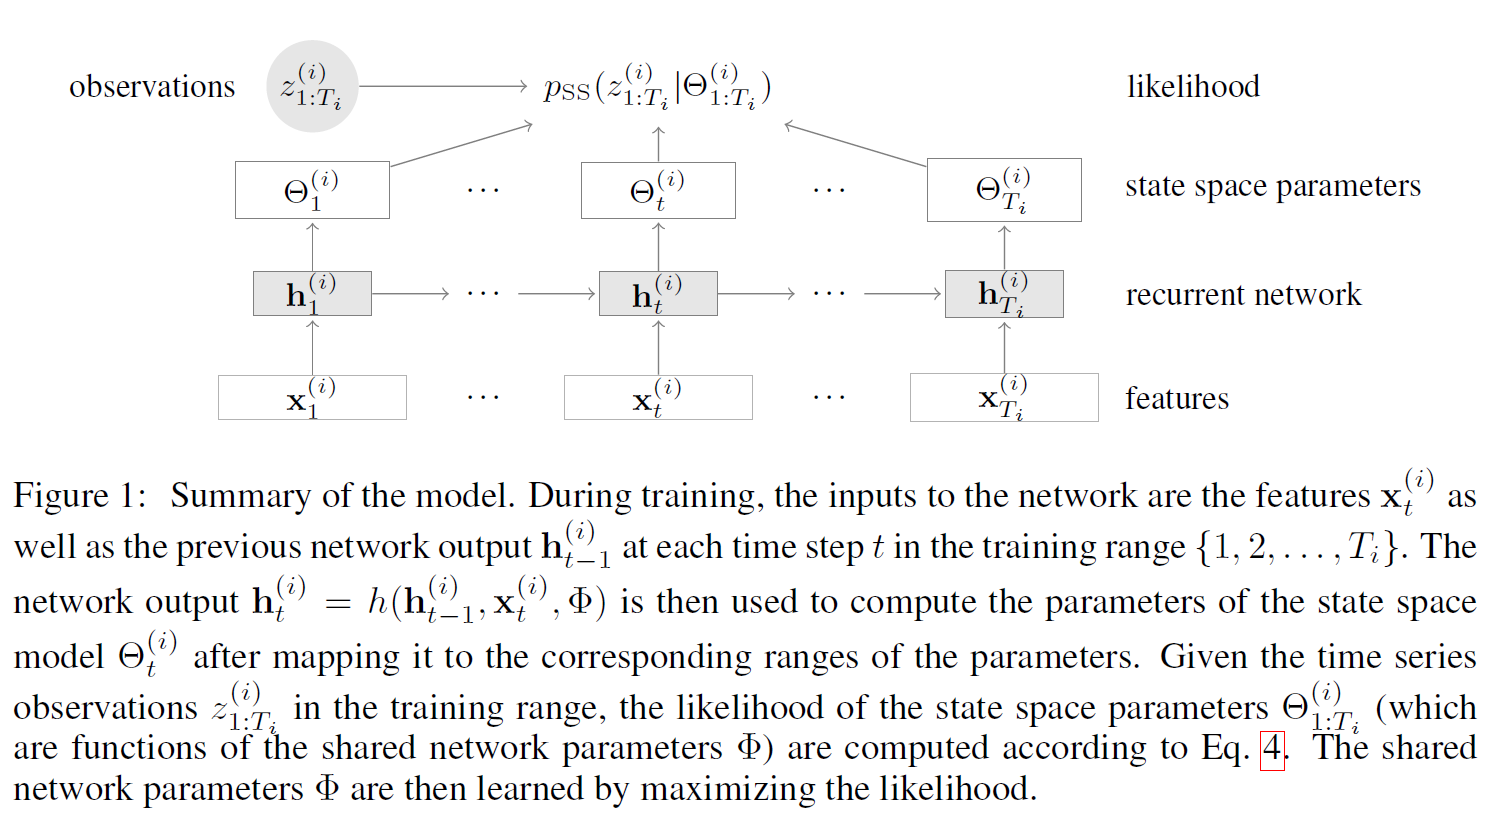 observations $z_{1:T_i}^{(i)}$ $p_{\mathrm{SS}}(z_{1:T_i}^{(i)}|\Theta_{1:T_i}^{(i)})$ likelihood
$\Theta_1^{(i)}$ ⋯ $\Theta_t^{(i)}$ ⋯ $\Theta_{T_i}^{(i)}$ state space parameters
$\mathbf{h}_1^{(i)}$ ⋯ $\mathbf{h}_t^{(i)}$ ⋯ $\mathbf{h}_{T_i}^{(i)}$ recurrent network
$\mathbf{x}_1^{(i)}$ ⋯ $\mathbf{x}_t^{(i)}$ ⋯ $\mathbf{x}_{T_i}^{(i)}$ features
Figure 1: Summary of the model. During training, the inputs to the network are the features $\mathbf{x}_t^{(i)}$ as
well as the previous network output $\mathbf{h}_{t-1}^{(i)}$ at each time step $t$ in the training range $\{1, 2, \ldots, T_i\}$. The
network output $\mathbf{h}_t^{(i)} = h(\mathbf{h}_{t-1}^{(i)}, \mathbf{x}_t^{(i)}, \Phi)$ is then used to compute the parameters of the state space
model $\Theta_t^{(i)}$ after mapping it to the corresponding ranges of the parameters. Given the time series
observations $z_{1:T_i}^{(i)}$ in the training range, the likelihood of the state space parameters $\Theta_{1:T_i}^{(i)}$ (which
are functions of the shared network parameters $\Phi$) are computed according to Eq. 4. The shared
network parameters $\Phi$ are then learned by maximizing the likelihood.